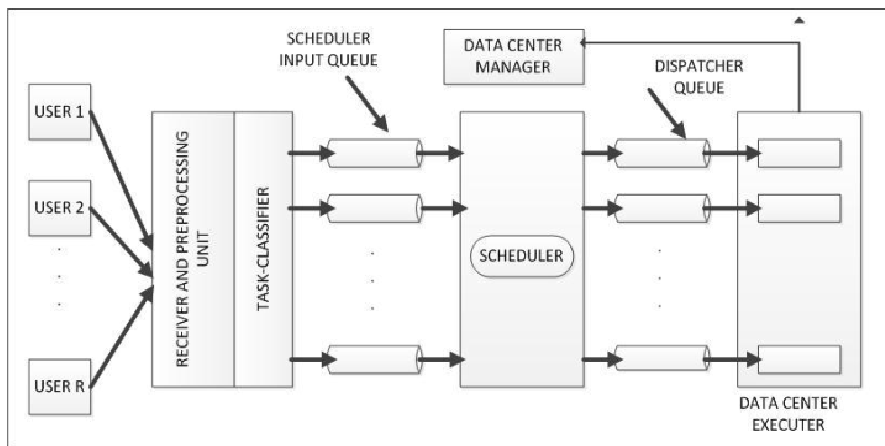 SCHEDULER
INPUT QUEUE
DATA CENTER
MANAGER
DISPATCHER
QUEUE
USER 1
USER 2
USER R
RECEIVER AND PREPROCESSING
UNIT
TASK-CLASSIFIER
SCHEDULER
DATA CENTER
EXECUTER